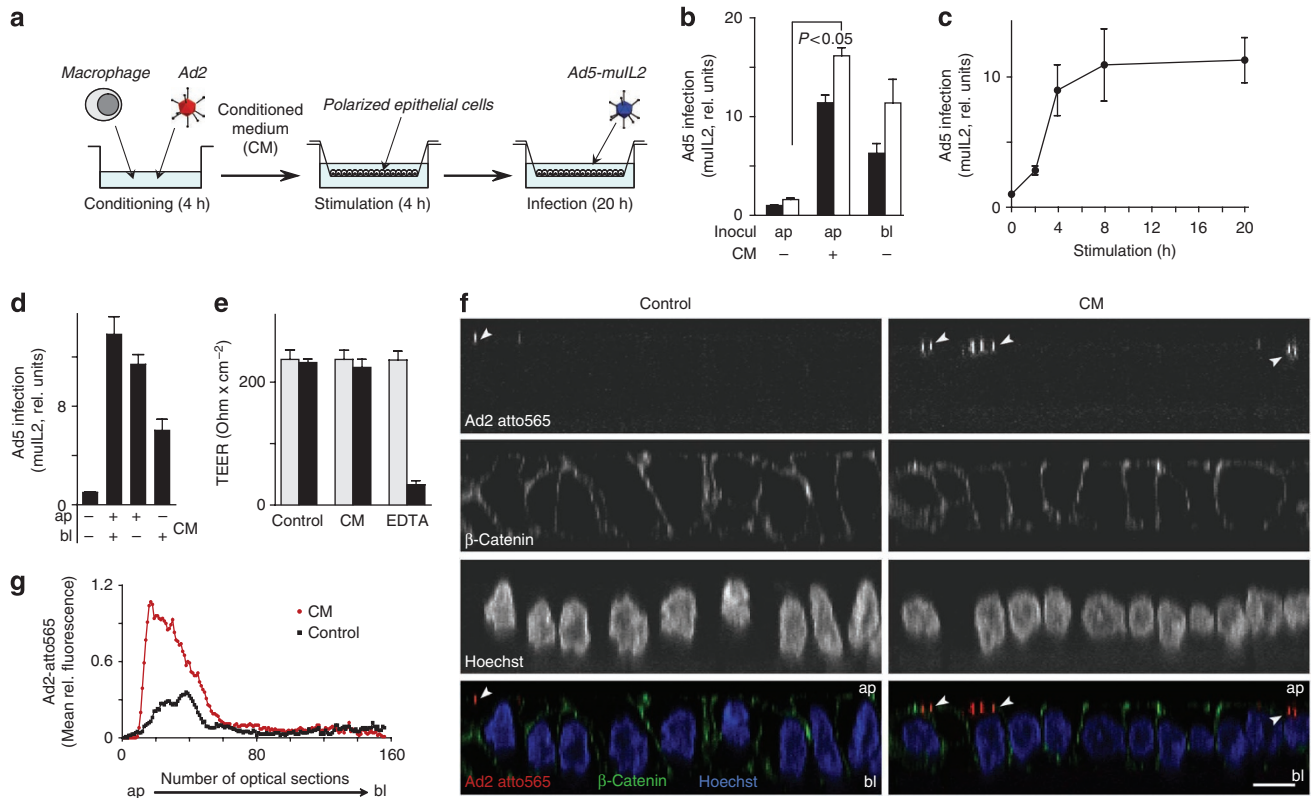 a
Macrophage
Ad2
Conditioned
medium
(CM)
Polarized epithelial cells
Ad5-muIL2
Conditioning (4 h)
Stimulation (4 h)
Infection (20 h)
b
Ad5 infection
(muIL2, rel. units)
20
10
0
P<0.05
Inocul ap ap bl
CM – + –
c
Ad5 infection
(muIL2, rel. units)
10
0
0 4 8 12 16 20
Stimulation (h)
d
Ad5 infection
(muIL2, rel. units)
8
0
ap – + + –
bl – + – +
CM
e
TEER (Ohm x cm−2)
200
0
Control CM EDTA
f
Control
CM
Ad2 atto565
β-Catenin
Hoechst
ap
ap
Ad2 atto565 β-Catenin Hoechst bl
bl
g
Ad2-atto565
(Mean rel. fluorescence)
1.2
0.6
0
CM
Control
0 80 160
Number of optical sections
ap bl